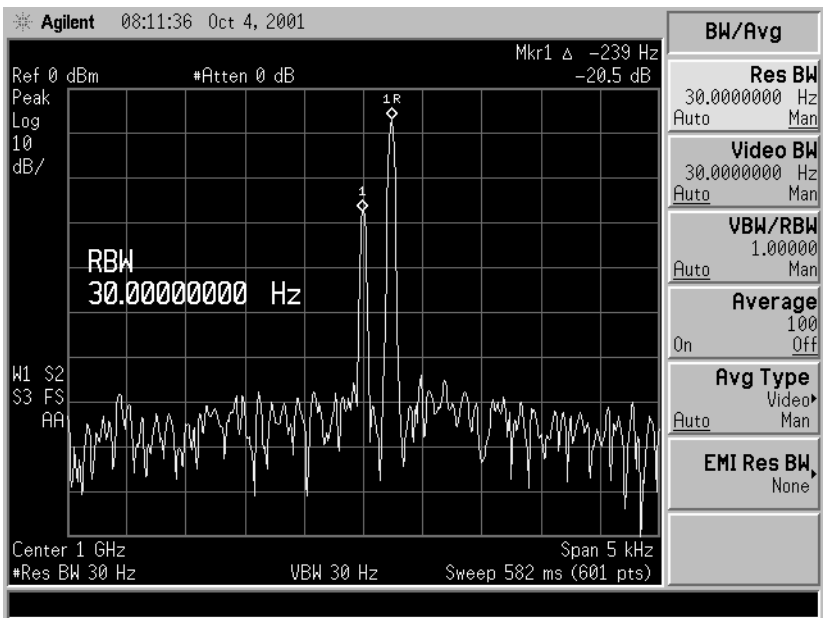 Agilent 08:11:36 Oct 4, 2001
Mkr1 Δ -239 Hz
Ref 0 dBm #Atten 0 dB -20.5 dB
Peak
Log
10
dB/
1R
1
RBW
30.00000000 Hz
W1 S2
S3 FS
AA
Center 1 GHz Span 5 kHz
#Res BW 30 Hz VBW 30 Hz Sweep 582 ms (601 pts)
BW/Avg
Res BW
30.0000000 Hz
Auto Man
Video BW
30.0000000 Hz
Auto Man
VBW/RBW
1.00000
Auto Man
Average
100
On Off
Avg Type
Video
Auto Man
EMI Res BW
None